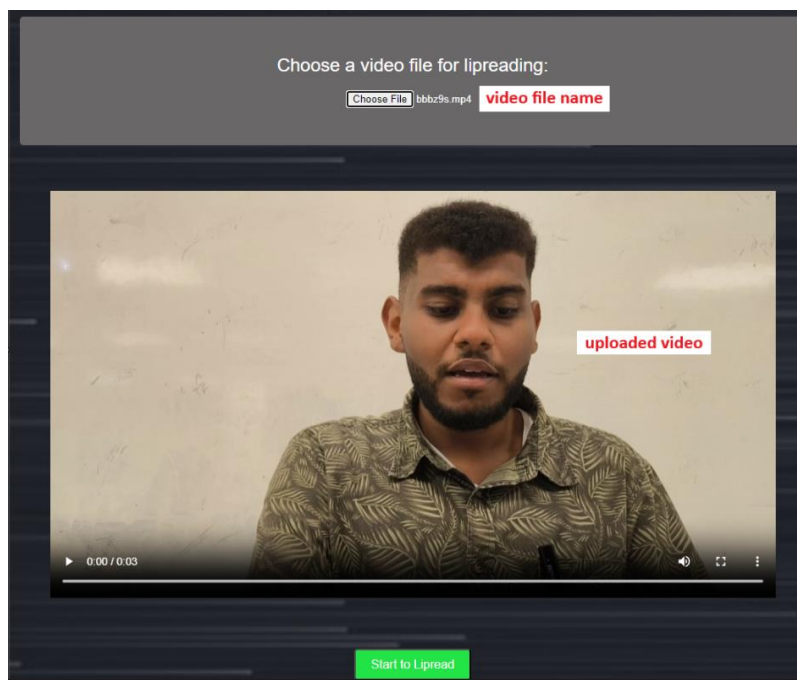 Choose a video file for lipreading:
Choose File bbbz9s.mp4 video file name
uploaded video
0:00 / 0:03
Start to Lipread